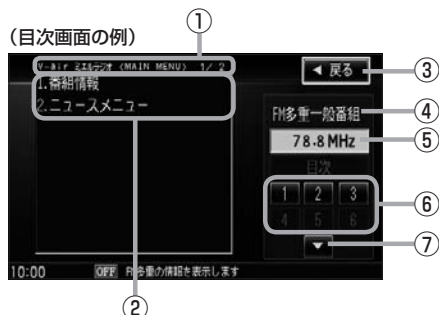 (目次画面の例)
①
V-air ミエルラジオ 〈MAIN MENU〉 1/ 2
◀ 戻る
③
1.番組情報
2.ニュースメニュー
FM多重一般番組
④
78.8 MHz
⑤
目次
1 2 3
⑥
4 5 6
▼
⑦
10:00 OFF FM多重の情報を表示します
②